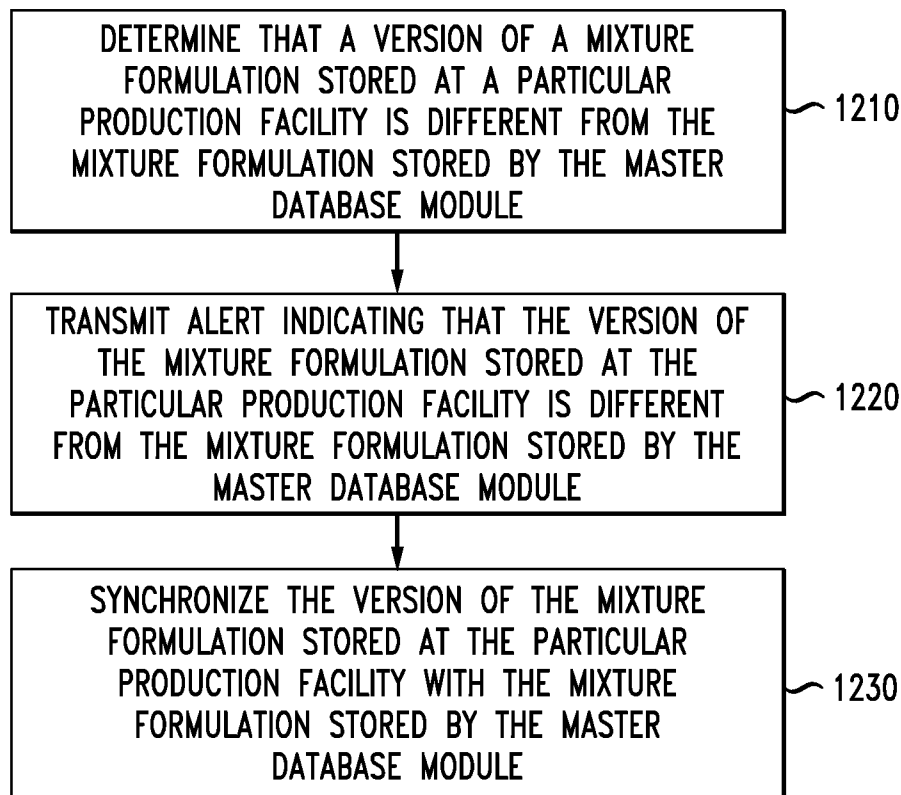 DETERMINE THAT A VERSION OF A MIXTURE
FORMULATION STORED AT A PARTICULAR
PRODUCTION FACILITY IS DIFFERENT FROM THE
MIXTURE FORMULATION STORED BY THE MASTER
DATABASE MODULE
1210
TRANSMIT ALERT INDICATING THAT THE VERSION OF
THE MIXTURE FORMULATION STORED AT THE
PARTICULAR PRODUCTION FACILITY IS DIFFERENT
FROM THE MIXTURE FORMULATION STORED BY THE
MASTER DATABASE MODULE
1220
SYNCHRONIZE THE VERSION OF THE MIXTURE
FORMULATION STORED AT THE PARTICULAR
PRODUCTION FACILITY WITH THE MIXTURE
FORMULATION STORED BY THE MASTER
DATABASE MODULE
1230